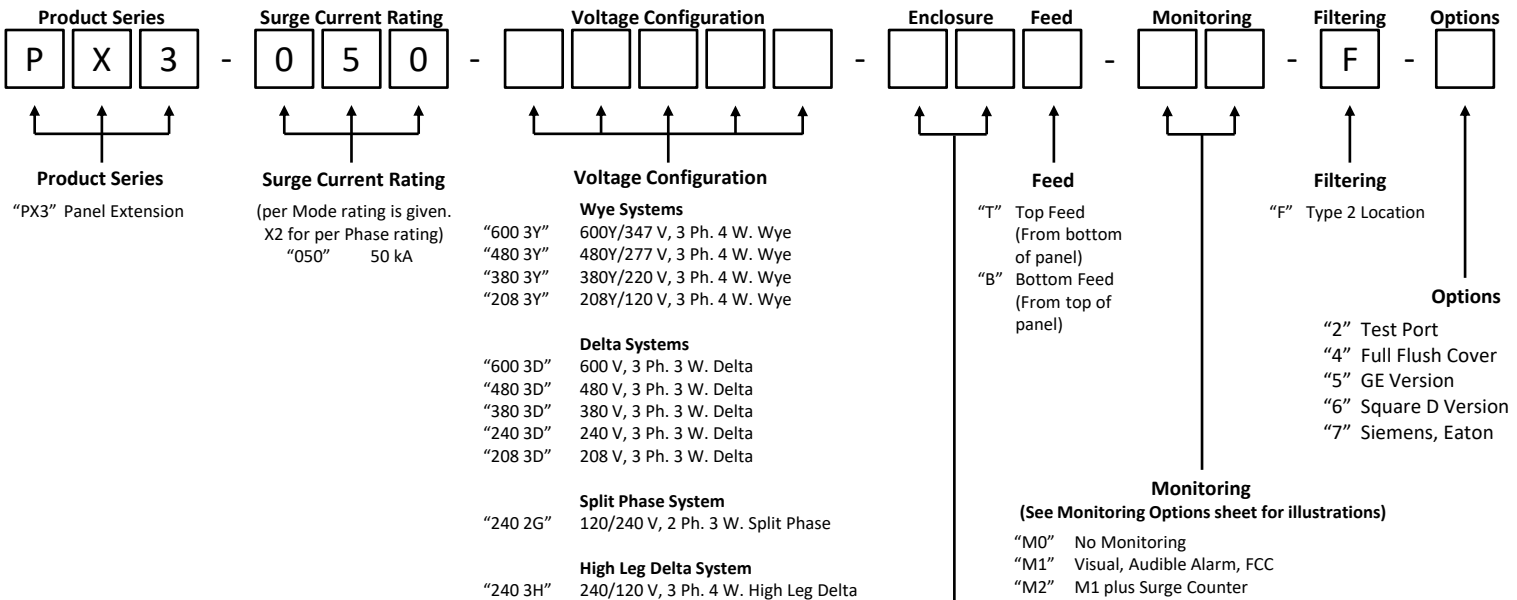 Product Series Surge Current Rating Voltage Configuration Enclosure Feed Monitoring Filtering Options
P X 3 - 0 5 0 - - - - F -
Product Series
“PX3” Panel Extension
Surge Current Rating
(per Mode rating is given.
X2 for per Phase rating)
“050” 50 kA
Voltage Configuration
Wye Systems
“600 3Y” 600Y/347 V, 3 Ph. 4 W. Wye
“480 3Y” 480Y/277 V, 3 Ph. 4 W. Wye
“380 3Y” 380Y/220 V, 3 Ph. 4 W. Wye
“208 3Y” 208Y/120 V, 3 Ph. 4 W. Wye
Delta Systems
“600 3D” 600 V, 3 Ph. 3 W. Delta
“480 3D” 480 V, 3 Ph. 3 W. Delta
“380 3D” 380 V, 3 Ph. 3 W. Delta
“240 3D” 240 V, 3 Ph. 3 W. Delta
“208 3D” 208 V, 3 Ph. 3 W. Delta
Split Phase System
“240 2G” 120/240 V, 2 Ph. 3 W. Split Phase
High Leg Delta System
“240 3H” 240/120 V, 3 Ph. 4 W. High Leg Delta
Feed
“T” Top Feed
(From bottom
of panel)
“B” Bottom Feed
(From top of
panel)
Filtering
“F” Type 2 Location
Options
“2” Test Port
“4” Full Flush Cover
“5” GE Version
“6” Square D Version
“7” Siemens, Eaton
Monitoring
(See Monitoring Options sheet for illustrations)
“M0” No Monitoring
“M1” Visual, Audible Alarm, FCC
“M2” M1 plus Surge Counter